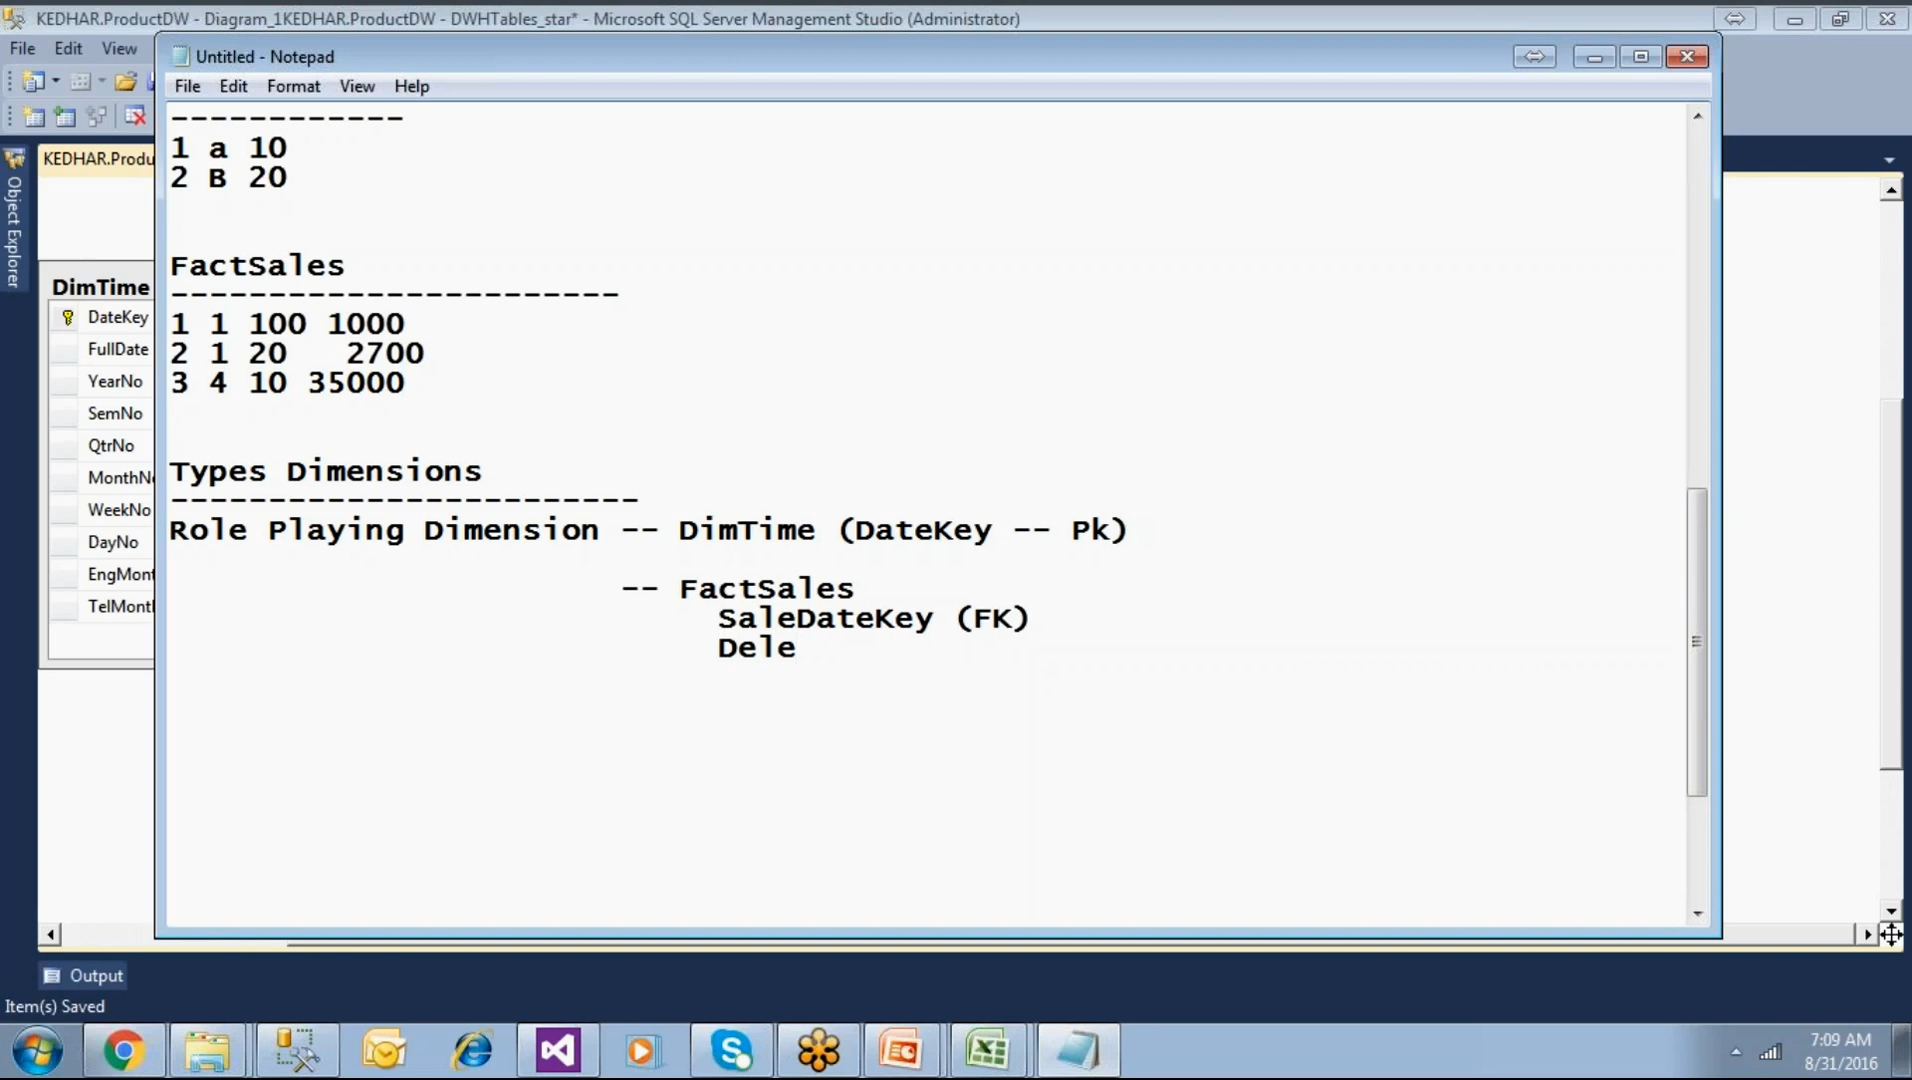 KEDHAR.ProductDW - Diagram_1KEDHAR.ProductDW - DWHTables_star* - Microsoft SQL Server Management Studio (Administrator)
File Edit View
Untitled - Notepad
File Edit Format View Help
KEDHAR.Produ
Object Explorer
DimTime
DateKey
FullDate
YearNo
SemNo
QtrNo
MonthNo
WeekNo
DayNo
EngMont
TelMont
------------
1 a 10
2 B 20
FactSales
-----------------------
1 1 100 1000
2 1 20   2700
3 4 10 35000
Types Dimensions
------------------------
Role Playing Dimension -- DimTime (DateKey -- Pk)
-- FactSales
SaleDateKey (FK)
Dele
Output
Item(s) Saved
7:09 AM
8/31/2016